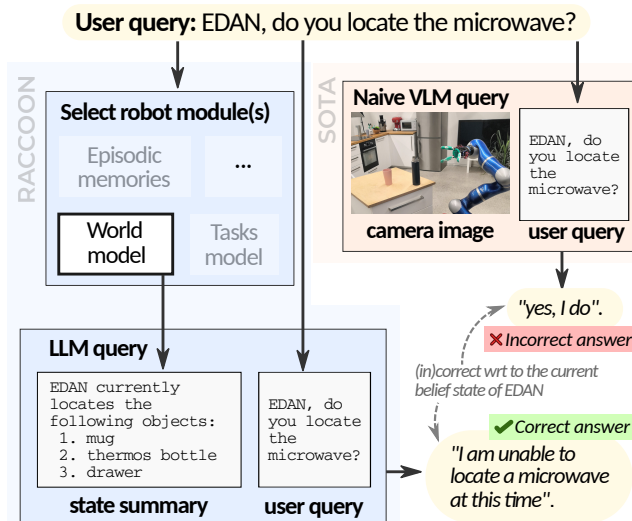 User query: EDAN, do you locate the microwave?
RACCOON
Select robot module(s)
Episodic
memories
...
World
model
Tasks
model
SOTA
Naive VLM query
camera image
EDAN, do
you locate
the
microwave?
user query
"yes, I do".
Incorrect answer
(in)correct wrt to the current
belief state of EDAN
LLM query
EDAN currently
locates the
following objects:
1. mug
2. thermos bottle
3. drawer
state summary
EDAN, do
you locate
the
microwave?
user query
Correct answer
"I am unable to
locate a microwave
at this time".